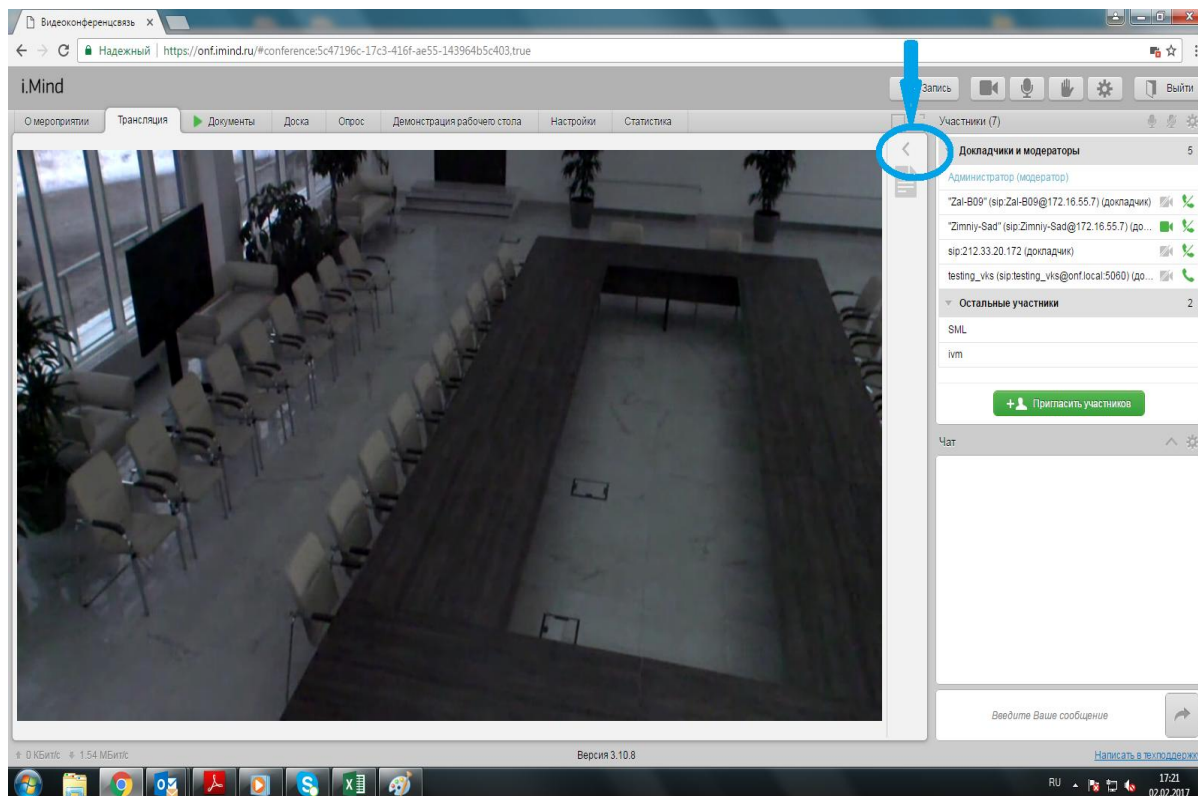 Видеоконференцсвязь
Надежный | https://onf.imind.ru/#conference:5c47196c-17c3-416f-ae55-143964b5c403,true
i.Mind
Запись
Выйти
О мероприятии Трансляция Документы Доска Опрос Демонстрация рабочего стола Настройки Статистика
Участники (7)
Докладчики и модераторы 5
Администратор (модератор)
"Zal-B09" (sip:Zal-B09@172.16.55.7) (докладчик)
"Zimniy-Sad" (sip:Zimniy-Sad@172.16.55.7) (до...
sip:212.33.20.172 (докладчик)
testing_vks (sip:testing_vks@onf.local:5060) (до...
Остальные участники 2
SML
ivm
Пригласить участников
Чат
Введите Ваше сообщение
0 КБит/с 1.54 МБит/с
Версия 3.10.8
Написать в техподдержку
RU
17:21
02.02.2017